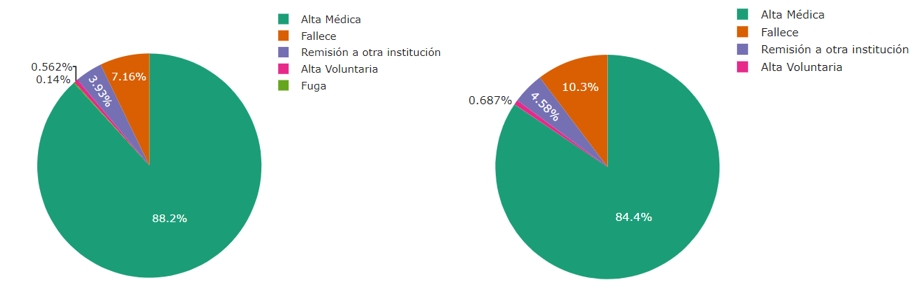 Alta Médica
Fallece
Remisión a otra institución
Alta Voluntaria
Fuga
0.562%
0.14%
3.93%
7.16%
88.2%
Alta Médica
Fallece
Remisión a otra institución
Alta Voluntaria
0.687%
4.58%
10.3%
84.4%